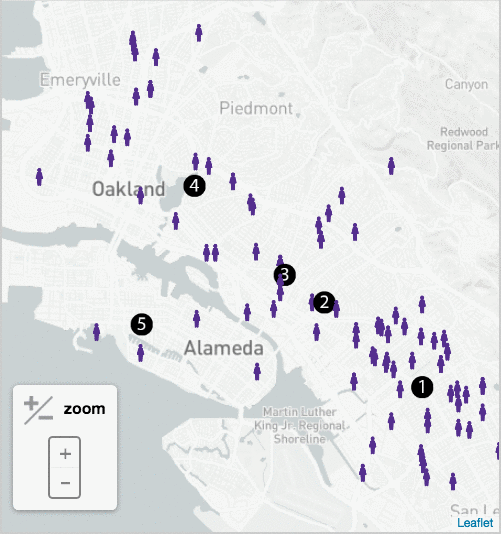 Emeryville
Canyon
Piedmont
Redwood
Regional Park
Oakland
4
3
2
5
Alameda
1
zoom
Martin Luther
King Jr. Regional
Shoreline
+
−
San Le
Leaflet